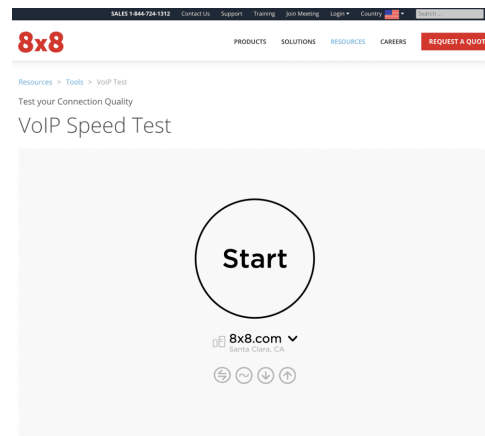 SALES 1-844-724-1312 Contact Us Support Training Join Meeting Login Country Search ...
8x8 PRODUCTS SOLUTIONS RESOURCES CAREERS REQUEST A QUOT
Resources > Tools > VoIP Test
Test your Connection Quality
VoIP Speed Test
Start
8x8.com
Santa Clara, CA